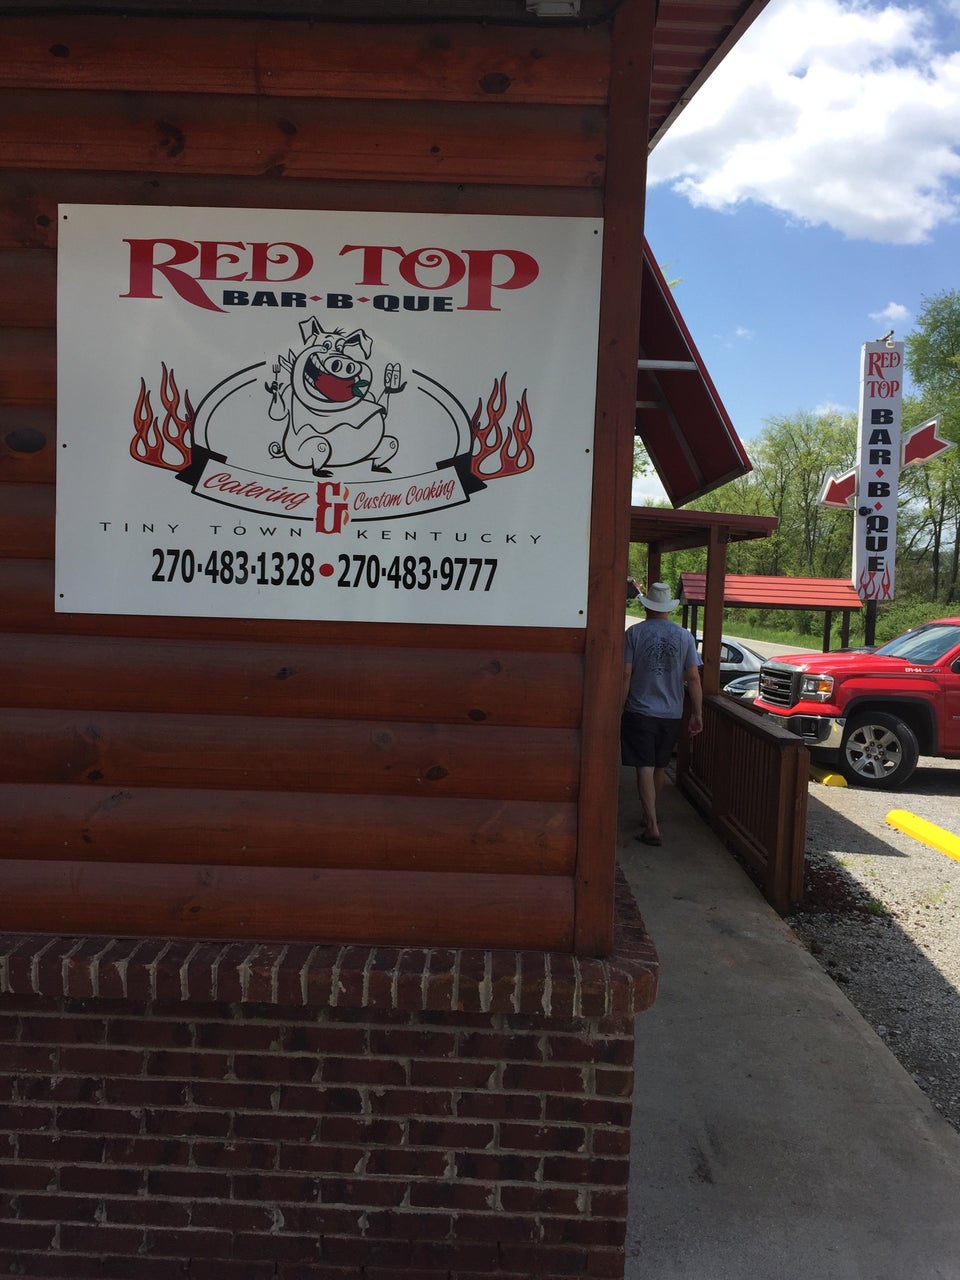 RED TOP
BAR·B·QUE
S P
Catering & Custom Cooking
TINY TOWN KENTUCKY
270·483·1328 • 270·483·9777
RED
TOP
BAR·B·QUE
GMC